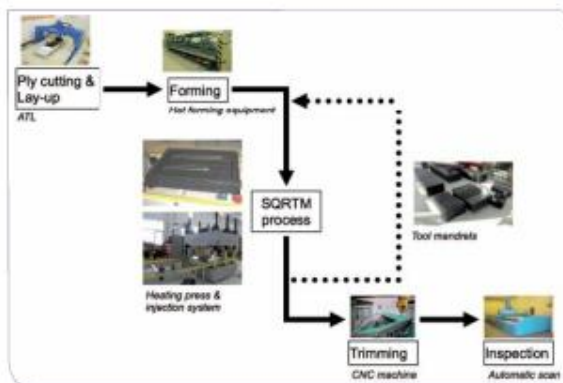 Ply cutting &
Lay-up
ATL
Forming
Hot forming equipment
SQRTM
process
Tool mandrels
Heating press &
injection system
Trimming
CNC machine
Inspection
Automatic scan